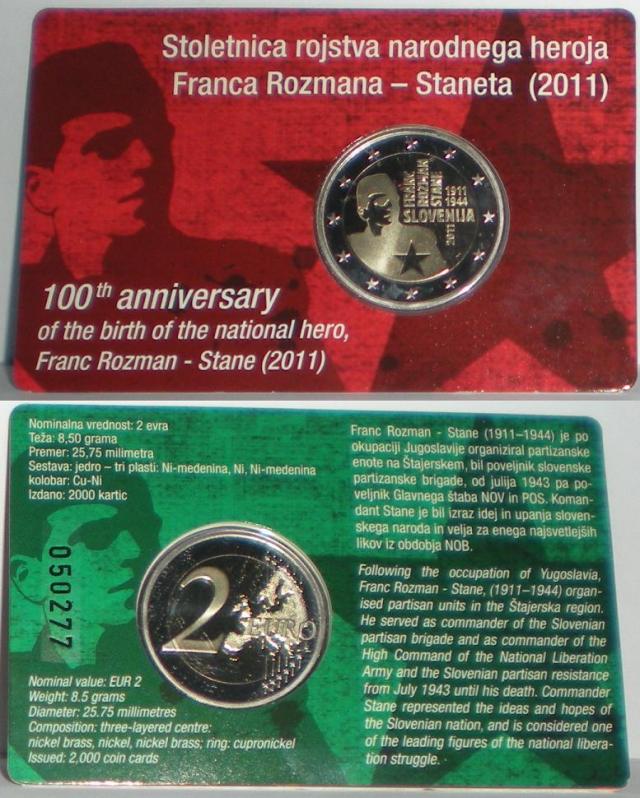 Stoletnica rojstva narodnega heroja
Franca Rozmana – Staneta (2011)
FRANC
ROZMAN
STANE
1911
1944
SLOVENIJA
2011
100th anniversary
of the birth of the national hero,
Franc Rozman - Stane (2011)
Nominalna vrednost: 2 evra
Teža: 8,50 grama
Premer: 25,75 milimetra
Sestava: jedro – tri plasti: Ni-medenina, Ni, Ni-medenina
kolobar: Cu-Ni
Izdano: 2000 kartic
050277
2 EURO
Nominal value: EUR 2
Weight: 8.5 grams
Diameter: 25.75 millimetres
Composition: three-layered centre:
nickel brass, nickel, nickel brass; ring: cupronickel
Issued: 2,000 coin cards
Franc Rozman - Stane (1911–1944) je po
okupaciji Jugoslavije organiziral partizanske
enote na Štajerskem, bil poveljnik slovenske
partizanske brigade, od julija 1943 pa po-
veljnik Glavnega štaba NOV in POS. Koman-
dant Stane je bil izraz idej in upanja sloven-
skega naroda in velja za enega najsvetlejših
likov iz obdobja NOB.
Following the occupation of Yugoslavia,
Franc Rozman - Stane, (1911–1944) organ-
ised partisan units in the Štajerska region.
He served as commander of the Slovenian
partisan brigade and as commander of the
High Command of the National Liberation
Army and the Slovenian partisan resistance
from July 1943 until his death. Commander
Stane represented the ideas and hopes of
the Slovenian nation, and is considered one
of the leading figures of the national libera-
tion struggle.